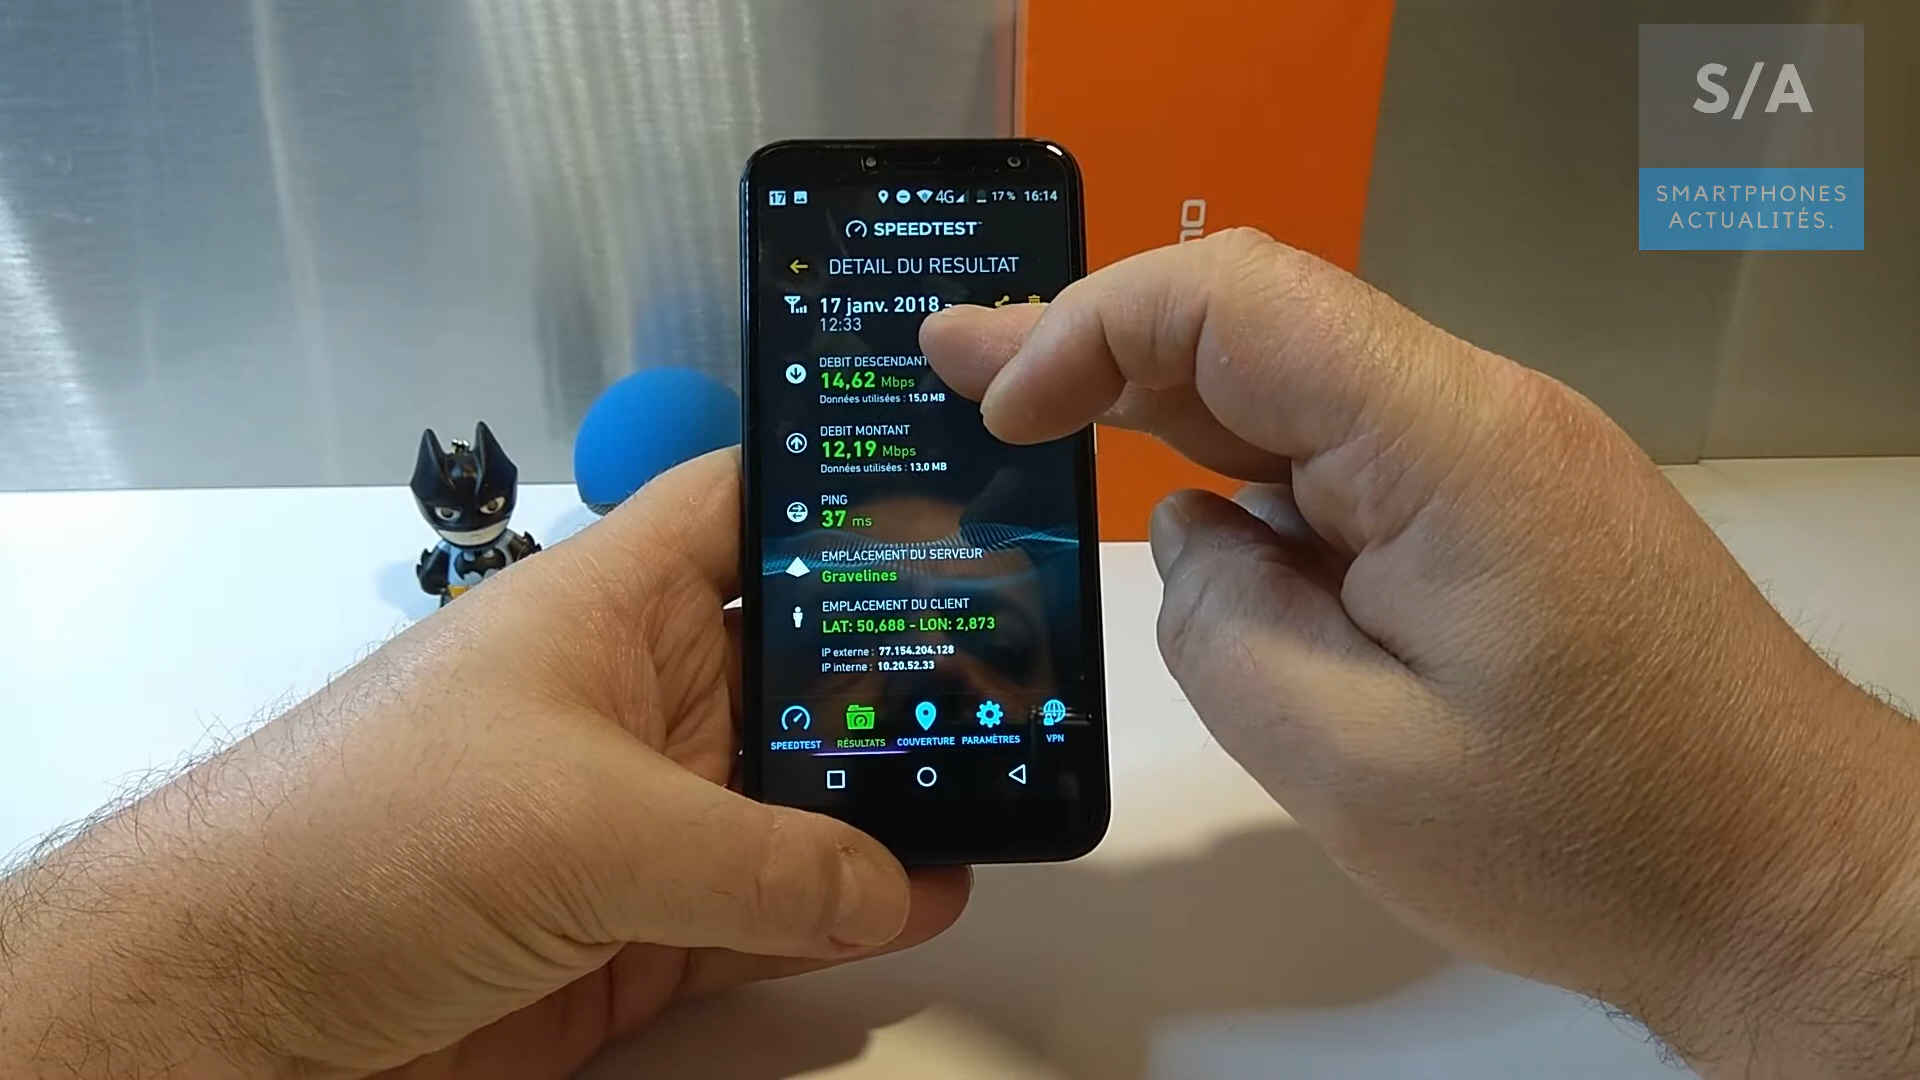 S/A
SMARTPHONES
ACTUALITÉS.
17 4G 17 % 16:14
SPEEDTEST
DETAIL DU RESULTAT
17 janv. 2018 -
12:33
DEBIT DESCENDANT
14,62 Mbps
Données utilisées : 15,0 MB
DEBIT MONTANT
12,19 Mbps
Données utilisées : 13,0 MB
PING
37 ms
EMPLACEMENT DU SERVEUR
Gravelines
EMPLACEMENT DU CLIENT
LAT: 50,688 - LON: 2,873
IP externe : 77.154.204.128
IP interne : 10.20.52.33
SPEEDTEST RÉSULTATS COUVERTURE PARAMÈTRES VPN